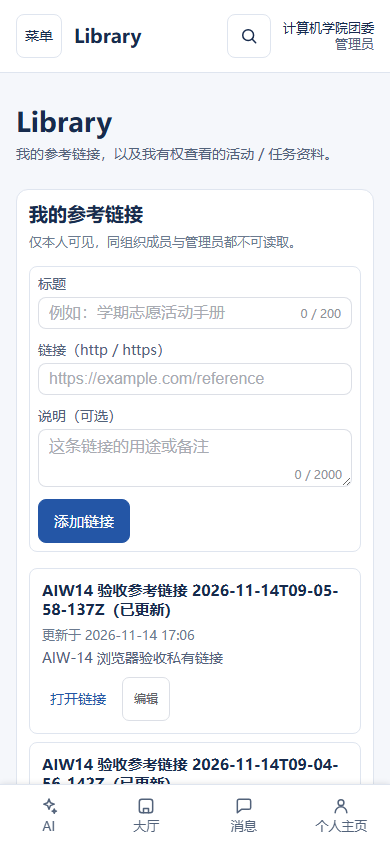 菜单
Library
计算机学院团委
管理员
Library
我的参考链接，以及我有权查看的活动 / 任务资料。
我的参考链接
仅本人可见，同组织成员与管理员都不可读取。
标题
例如：学期志愿活动手册
0 / 200
链接（http / https）
https://example.com/reference
说明（可选）
这条链接的用途或备注
0 / 2000
添加链接
AIW14 验收参考链接 2026-11-14T09-05-
58-137Z（已更新）
更新于 2026-11-14 17:06
AIW-14 浏览器验收私有链接
打开链接
编辑
AIW14 验收参考链接 2026-11-14T09-04-
56-142Z（已更新）
AI
大厅
消息
个人主页